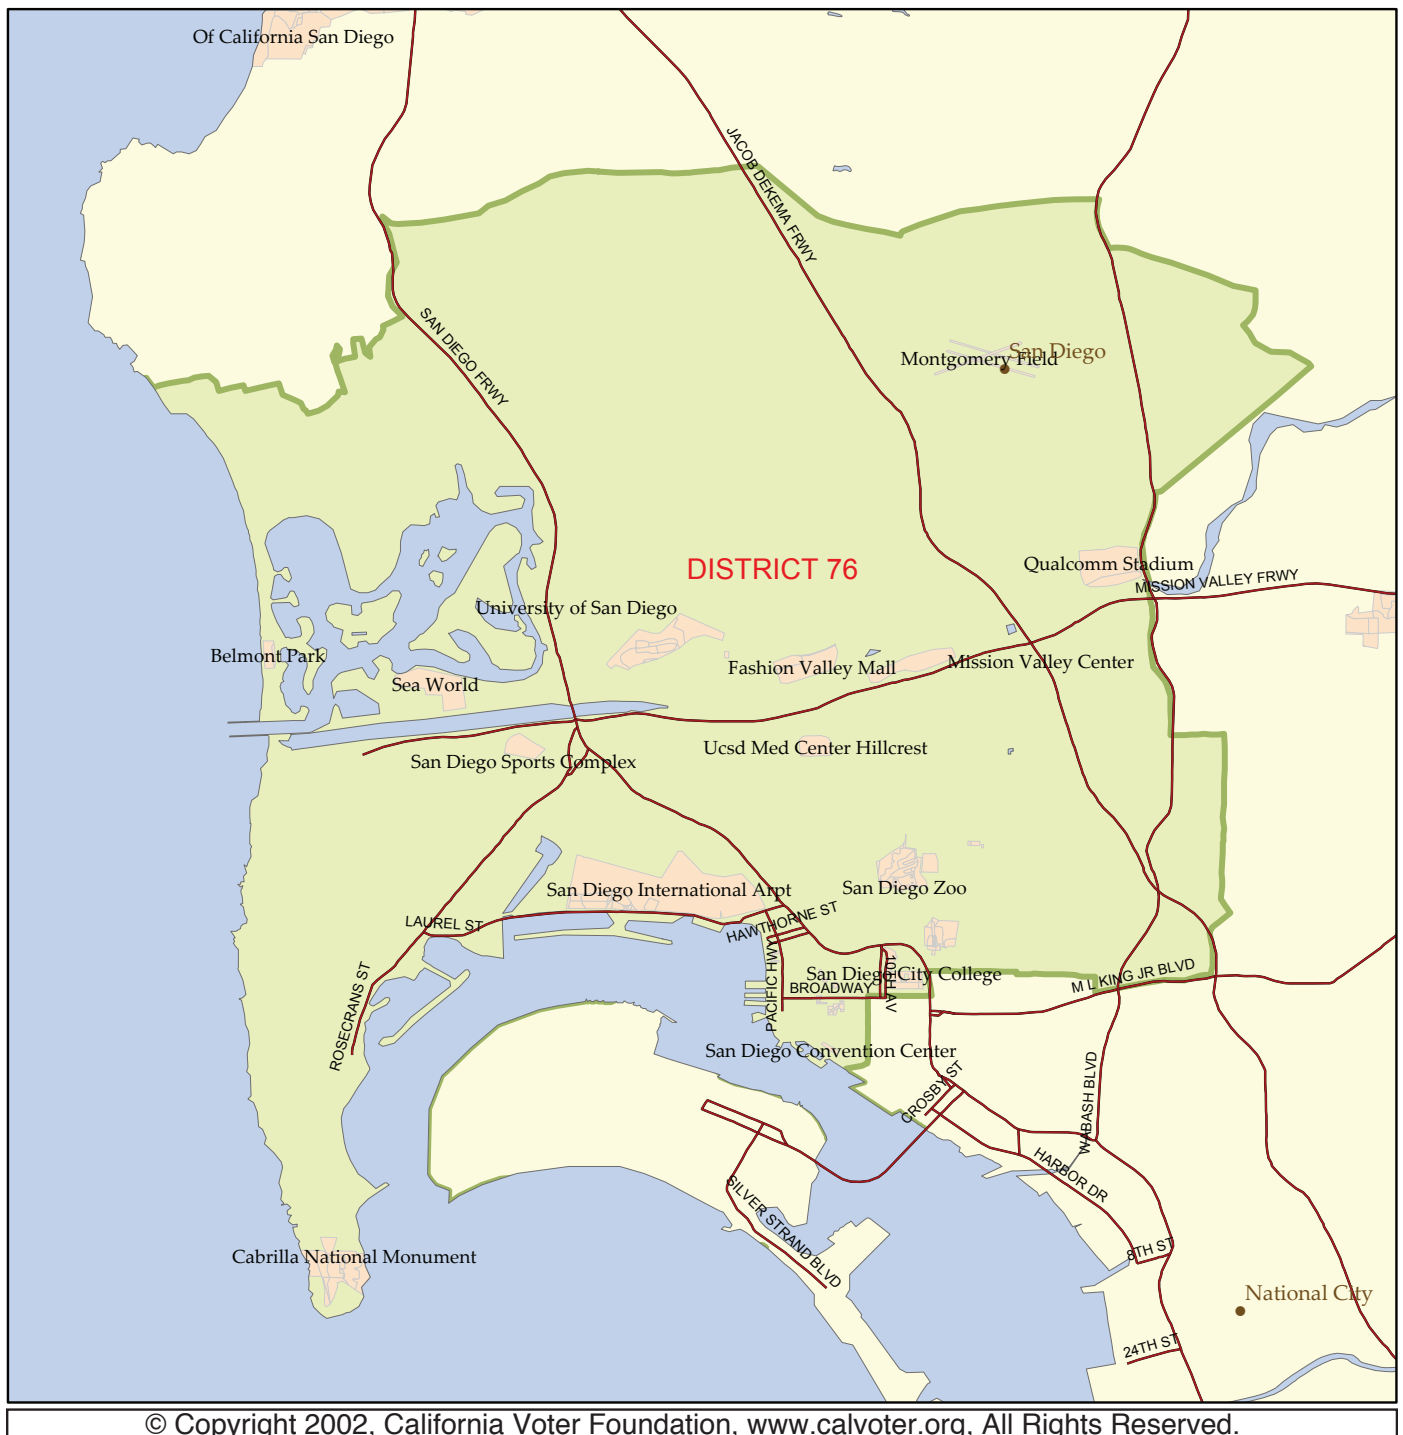 Of California San Diego
JACOB DEKEMA FRWY
SAN DIEGO FRWY
San Diego
Montgomery Field
DISTRICT 76
Qualcomm Stadium
MISSION VALLEY FRWY
University of San Diego
Belmont Park
Fashion Valley Mall
Mission Valley Center
Sea World
Ucsd Med Center Hillcrest
San Diego Sports Complex
San Diego International Arpt
San Diego Zoo
LAUREL ST
HAWTHORNE ST
PACIFIC HWY
San Diego City College
10TH AV
M L KING JR BLVD
BROADWAY
ROSECRANS ST
San Diego Convention Center
CROSBY ST
WABASH BLVD
HARBOR DR
SILVER STRAND BLVD
8TH ST
Cabrilla National Monument
National City
24TH ST
© Copyright 2002, California Voter Foundation, www.calvoter.org, All Rights Reserved.